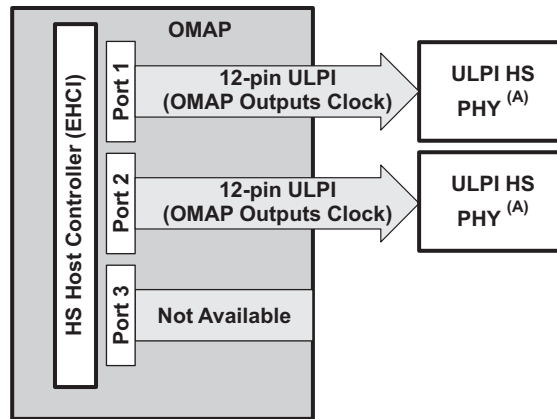 OMAP
HS Host Controller (EHCI)
Port 1
12-pin ULPI
(OMAP Outputs Clock)
ULPI HS
PHY (A)
Port 2
12-pin ULPI
(OMAP Outputs Clock)
ULPI HS
PHY (A)
Port 3
Not Available